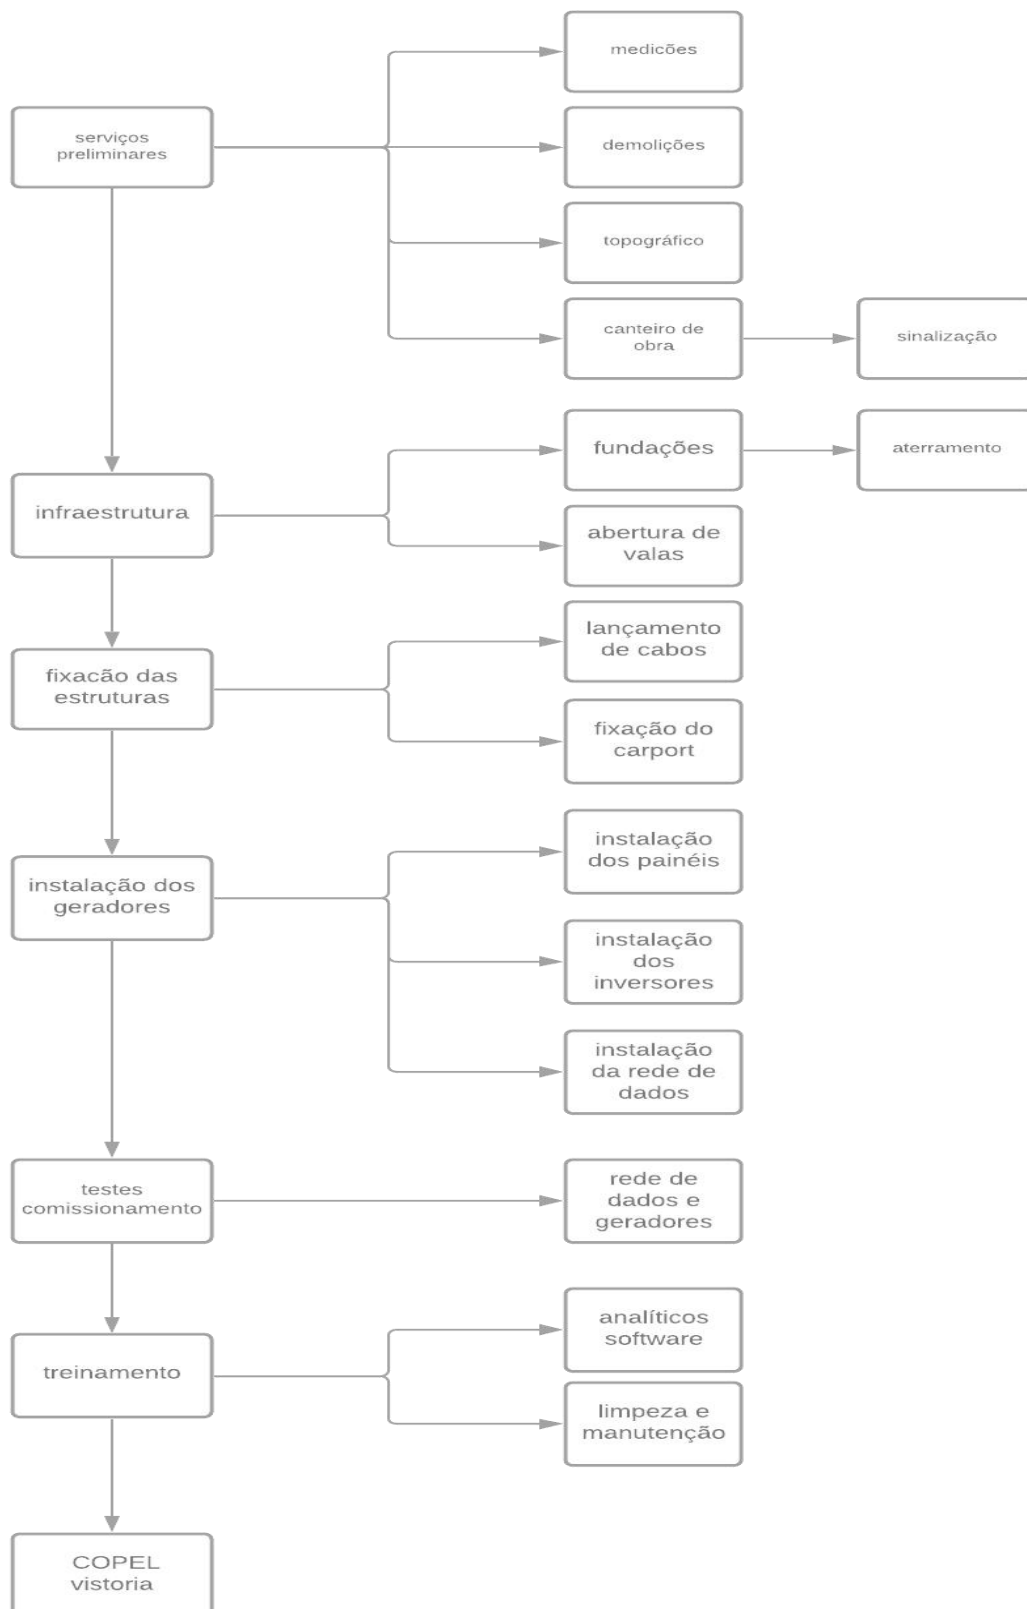 medicões
serviços
preliminares
demolições
topográfico
canteiro de
obra
sinalização
fundações
aterramento
infraestrutura
abertura de
valas
lançamento
de cabos
fixacão das
estruturas
fixação do
carport
instalação
dos painéis
instalação dos
geradores
instalação
dos
inversores
instalação
da rede de
dados
testes
comissionamento
rede de
dados e
geradores
analíticos
software
treinamento
limpeza e
manutenção
COPEL
vistoria